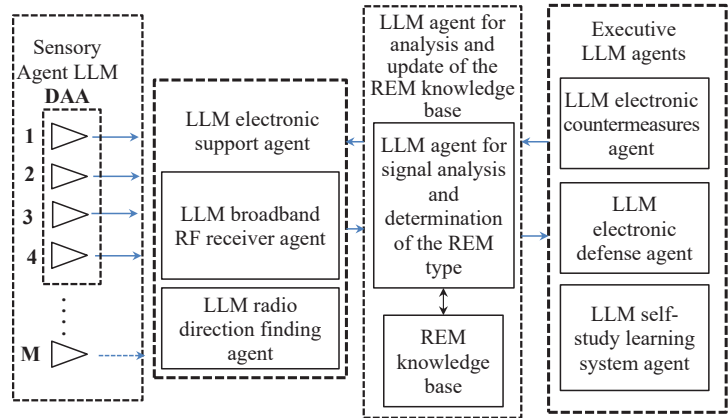 Sensory
Agent LLM
DAA
1
2
3
4
M
LLM electronic
support agent
LLM broadband
RF receiver agent
LLM radio
direction finding
agent
LLM agent for
analysis and
update of the
REM knowledge
base
LLM agent for
signal analysis
and
determination
of the REM
type
REM
knowledge
base
Executive
LLM agents
LLM electronic
countermeasures
agent
LLM
electronic
defense agent
LLM self-
study learning
system agent